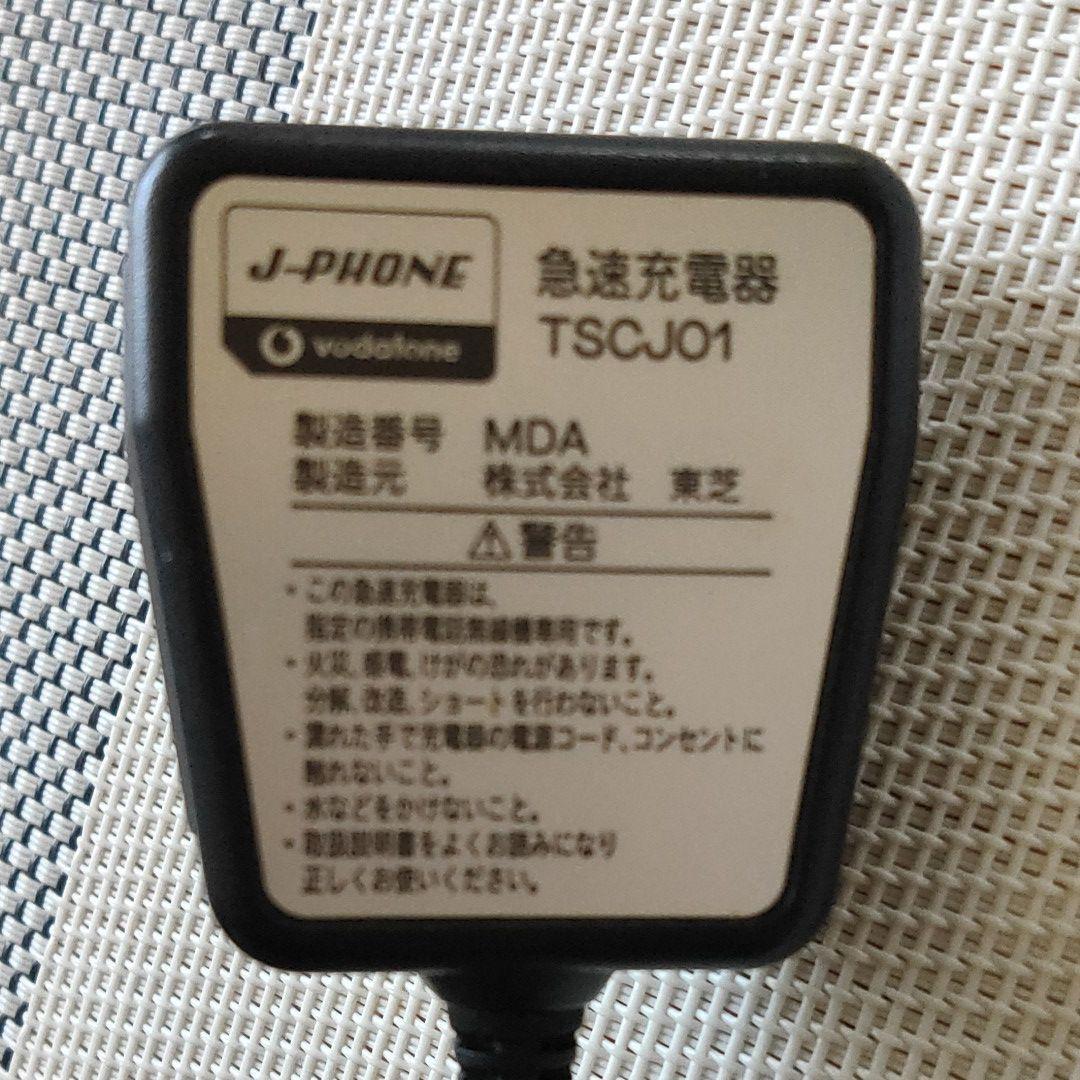 J-PHONE
vodafone
急速充電器
TSCJ01
製造番号 MDA
製造元 株式会社 東芝
⚠警告
・この急速充電器は、
指定の携帯電話無線機専用です。
・火災、感電、けがの恐れがあります。
分解、改造、ショートを行わないこと。
・濡れた手で充電器の電源コード、コンセントに
触れないこと。
・水などをかけないこと。
・取扱説明書をよくお読みになり
正しくお使いください。